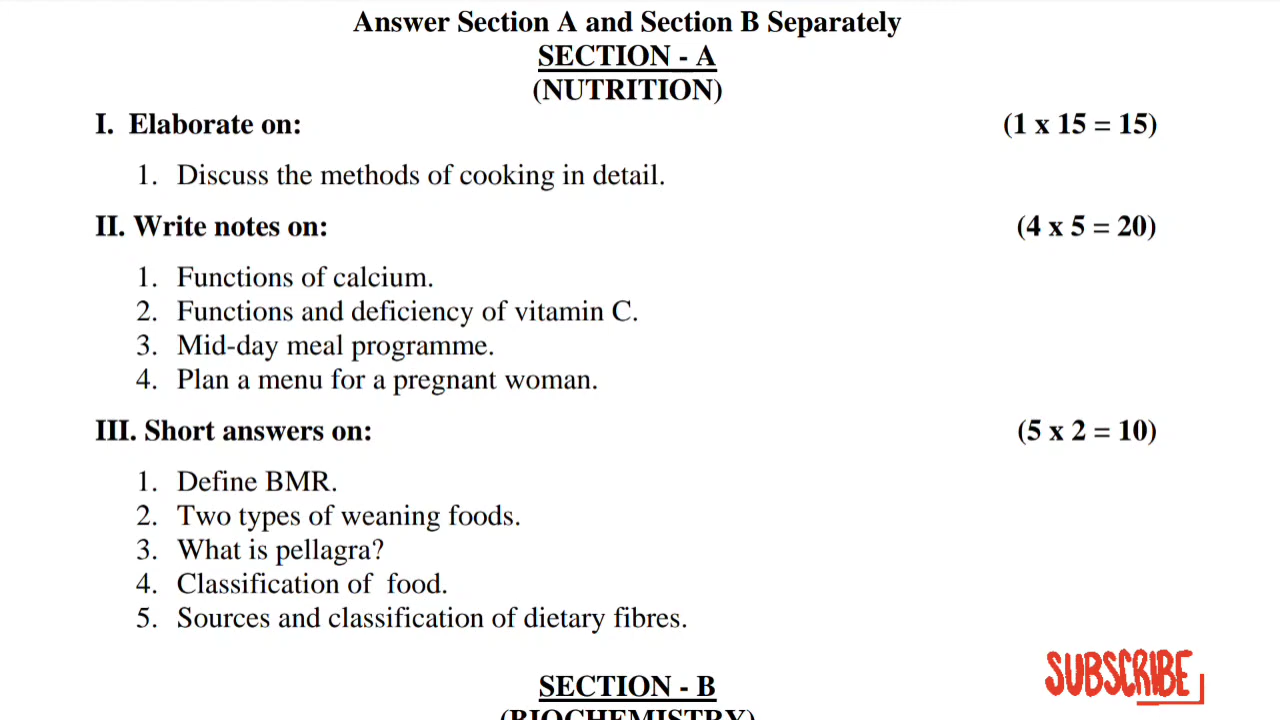 Answer Section A and Section B Separately
SECTION - A
(NUTRITION)
I. Elaborate on: (1 x 15 = 15)
1. Discuss the methods of cooking in detail.
II. Write notes on: (4 x 5 = 20)
1. Functions of calcium.
2. Functions and deficiency of vitamin C.
3. Mid-day meal programme.
4. Plan a menu for a pregnant woman.
III. Short answers on: (5 x 2 = 10)
1. Define BMR.
2. Two types of weaning foods.
3. What is pellagra?
4. Classification of food.
5. Sources and classification of dietary fibres.
SUBSCRIBE
SECTION - B
(BIOCHEMISTRY)